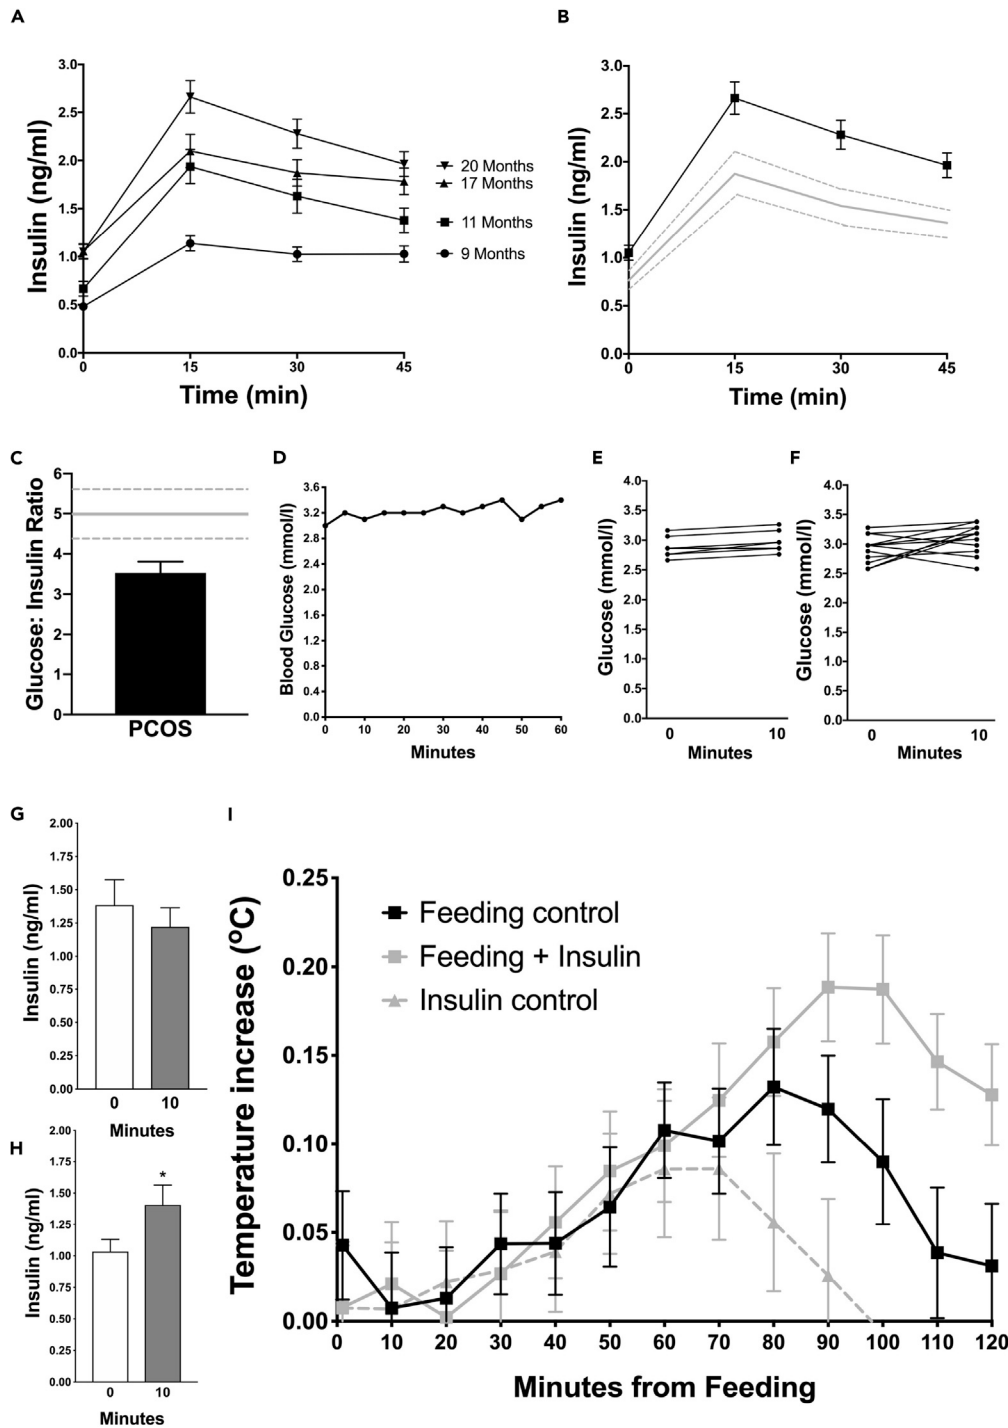 A
Insulin (ng/ml)
3.0
2.5
2.0
1.5
1.0
0.5
0.0
0 15 30 45
Time (min)
20 Months
17 Months
11 Months
9 Months
B
Insulin (ng/ml)
3.0
2.5
2.0
1.5
1.0
0.5
0.0
0 15 30 45
Time (min)
C
Glucose: Insulin Ratio
6
5
4
3
2
1
0
PCOS
D
Blood Glucose (mmol/l)
3.6
3.2
2.8
2.4
2.0
1.6
1.2
0.8
0.4
0.0
0 10 20 30 40 50 60
Minutes
E
Glucose (mmol/l)
4.0
3.5
3.0
2.5
2.0
1.5
1.0
0.5
0.0
0 10
Minutes
F
Glucose (mmol/l)
4.0
3.5
3.0
2.5
2.0
1.5
1.0
0.5
0.0
0 10
Minutes
G
Insulin (ng/ml)
2.00
1.75
1.50
1.25
1.00
0.75
0.50
0.25
0.00
0 10
Minutes
H
Insulin (ng/ml)
2.00
1.75
1.50
1.25
1.00
0.75
0.50
0.25
0.00
*
0 10
Minutes
I
Temperature increase (ºC)
0.25
0.20
0.15
0.10
0.05
0.00
Feeding control
Feeding + Insulin
Insulin control
0 10 20 30 40 50 60 70 80 90 100 110 120
Minutes from Feeding